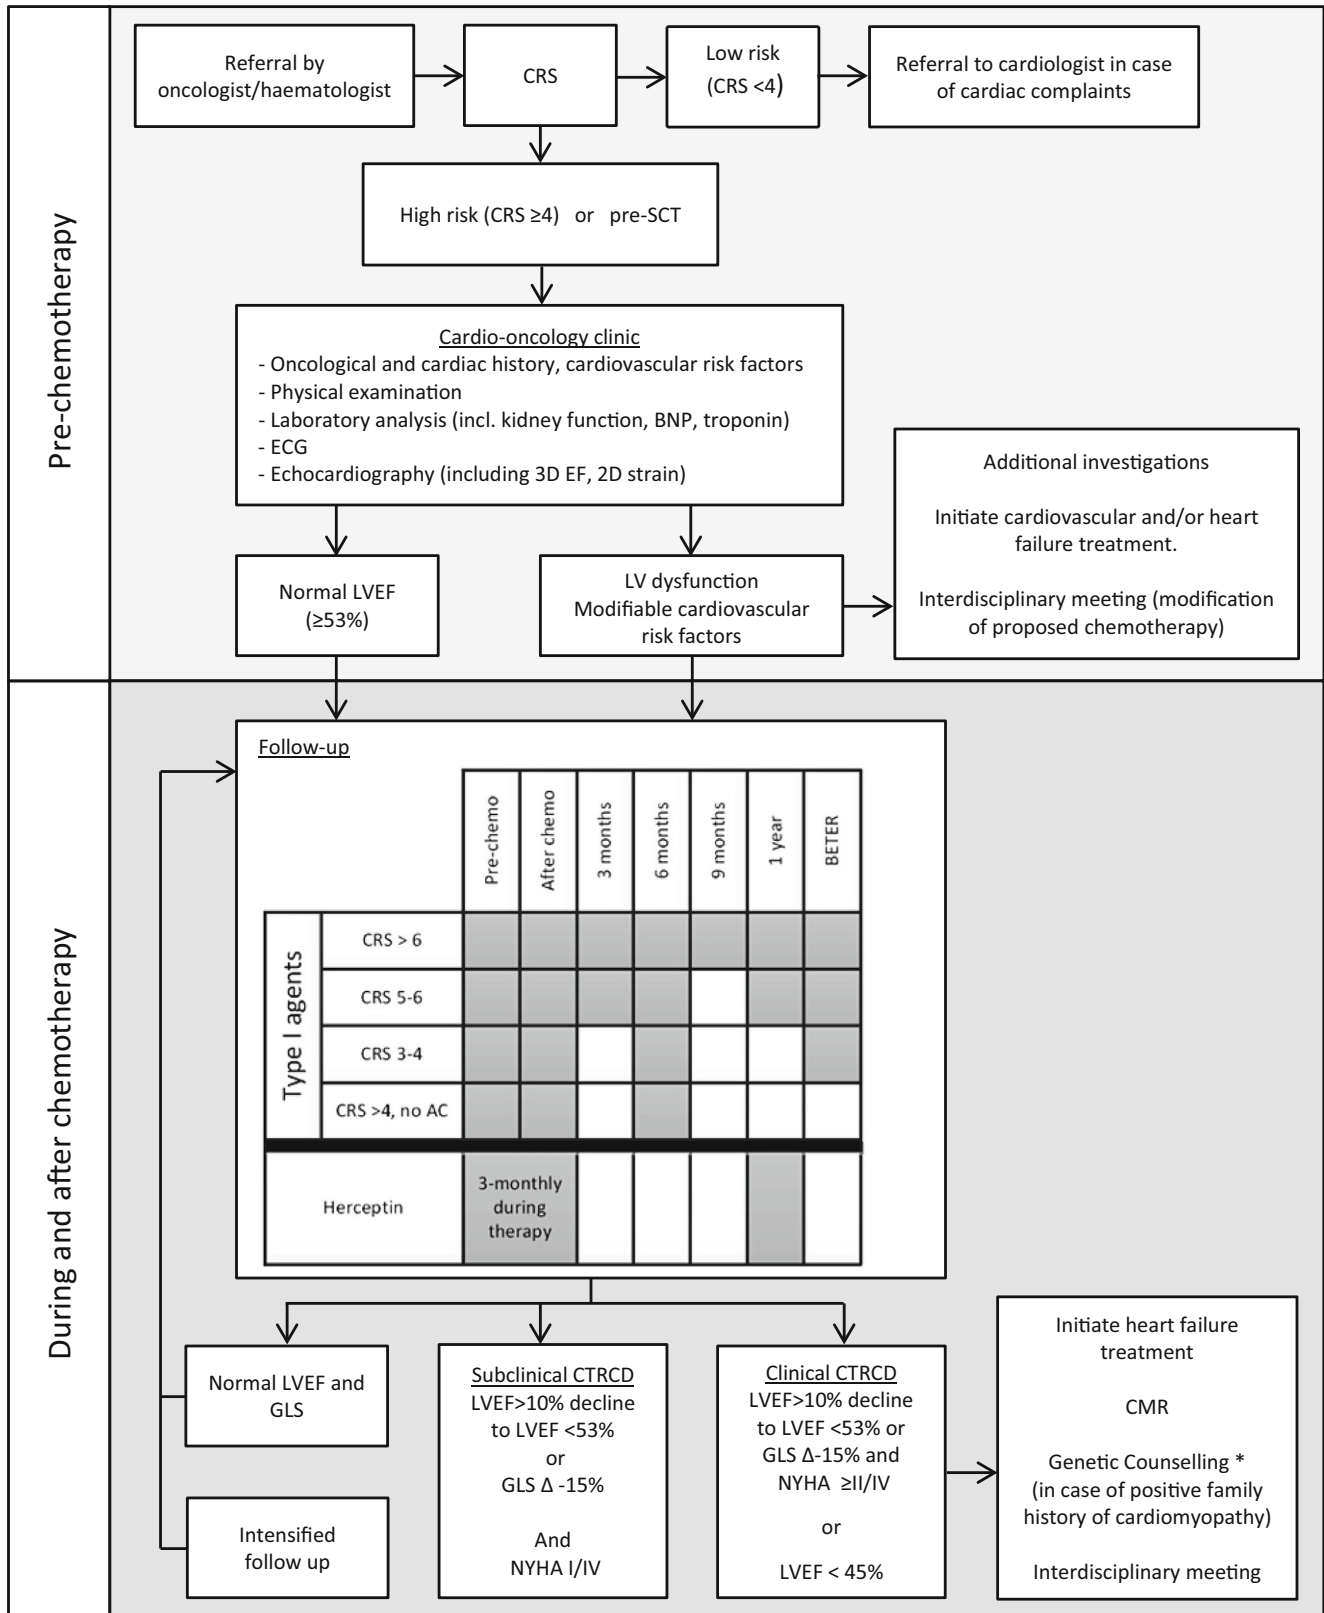 Pre-chemotherapy
Referral by
oncologist/haematologist
CRS
Low risk
(CRS <4)
Referral to cardiologist in case
of cardiac complaints
High risk (CRS ≥4) or pre-SCT
Cardio-oncology clinic
- Oncological and cardiac history, cardiovascular risk factors
- Physical examination
- Laboratory analysis (incl. kidney function, BNP, troponin)
- ECG
- Echocardiography (including 3D EF, 2D strain)
Normal LVEF
(≥53%)
LV dysfunction
Modifiable cardiovascular
risk factors
Additional investigations
Initiate cardiovascular and/or heart
failure treatment.
Interdisciplinary meeting (modification
of proposed chemotherapy)
During and after chemotherapy
Follow-up
Pre-chemo
After chemo
3 months
6 months
9 months
1 year
BETER
Type I agents
CRS > 6
CRS 5-6
CRS 3-4
CRS >4, no AC
Herceptin
3-monthly
during
therapy
Normal LVEF and
GLS
Intensified
follow up
Subclinical CTRCD
LVEF>10% decline
to LVEF <53%
or
GLS Δ -15%
And
NYHA I/IV
Clinical CTRCD
LVEF>10% decline
to LVEF <53% or
GLS Δ-15% and
NYHA ≥II/IV
or
LVEF < 45%
Initiate heart failure
treatment
CMR
Genetic Counselling *
(in case of positive family
history of cardiomyopathy)
Interdisciplinary meeting